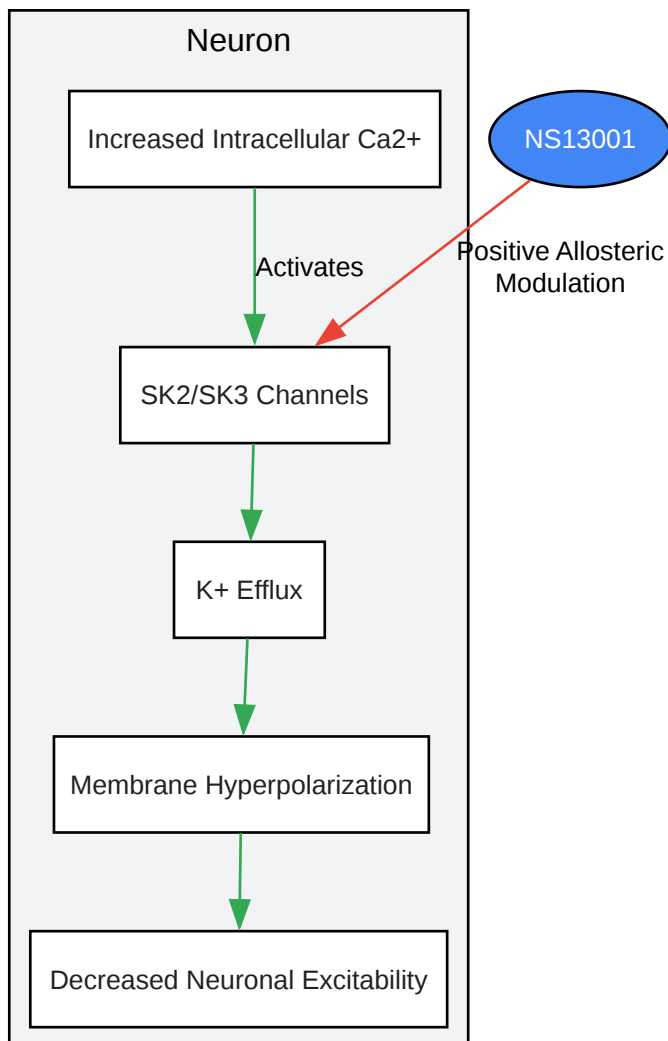 Neuron
Increased Intracellular Ca2+
NS13001
Activates
Positive Allosteric
Modulation
SK2/SK3 Channels
K+ Efflux
Membrane Hyperpolarization
Decreased Neuronal Excitability